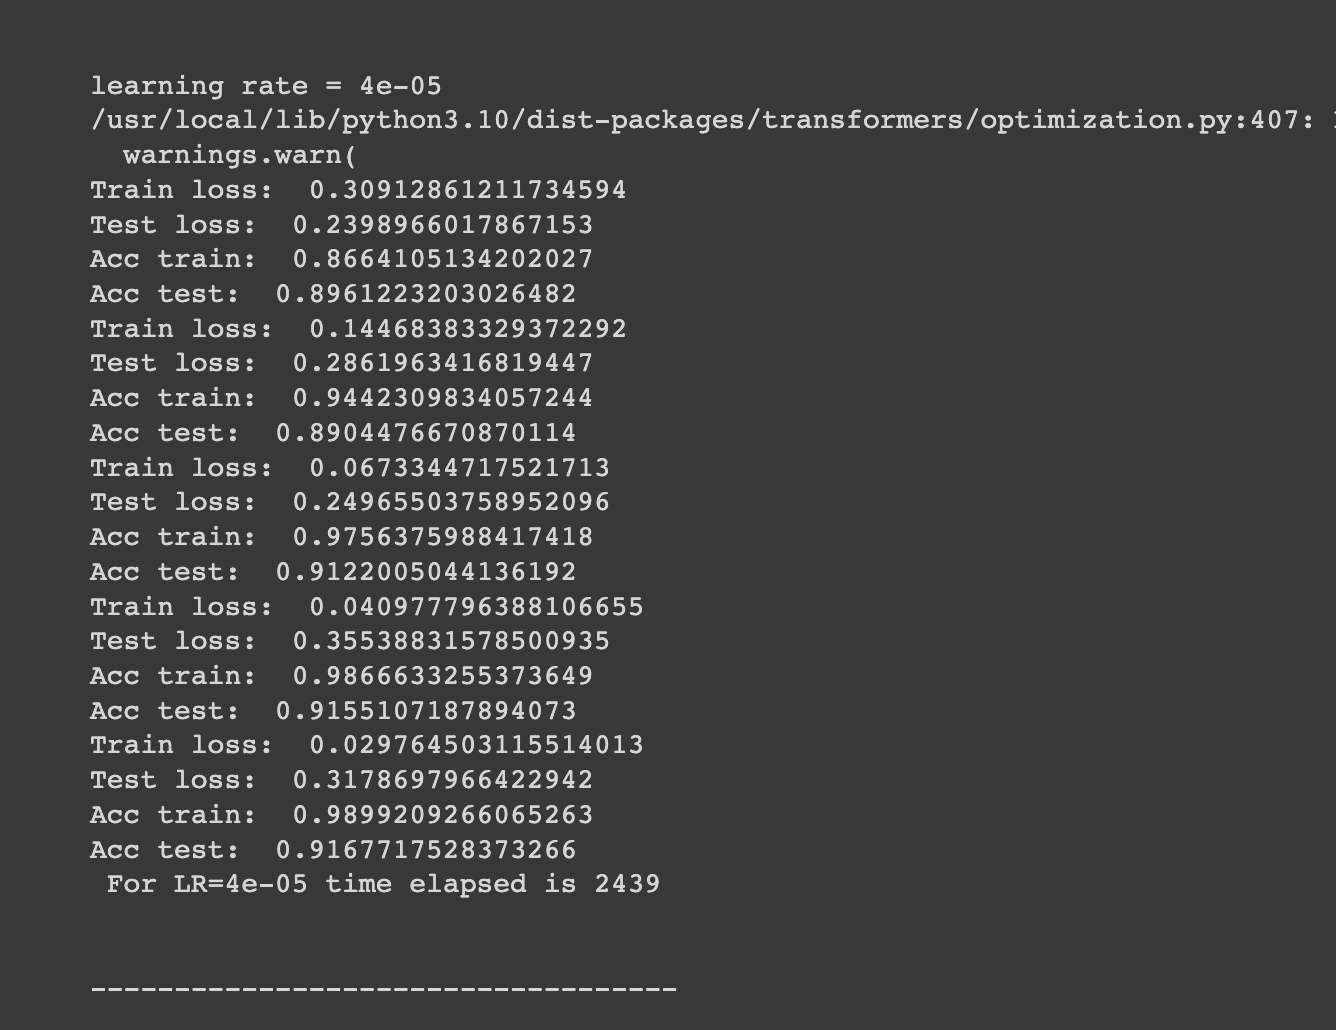 learning rate = 4e-05
/usr/local/lib/python3.10/dist-packages/transformers/optimization.py:407:
  warnings.warn(
Train loss:  0.30912861211734594
Test loss:  0.2398966017867153
Acc train:  0.8664105134202027
Acc test:  0.8961223203026482
Train loss:  0.14468383329372292
Test loss:  0.2861963416819447
Acc train:  0.9442309834057244
Acc test:  0.8904476670870114
Train loss:  0.0673344717521713
Test loss:  0.24965503758952096
Acc train:  0.9756375988417418
Acc test:  0.9122005044136192
Train loss:  0.040977796388106655
Test loss:  0.35538831578500935
Acc train:  0.9866633255373649
Acc test:  0.9155107187894073
Train loss:  0.029764503115514013
Test loss:  0.3178697966422942
Acc train:  0.9899209266065263
Acc test:  0.9167717528373266
 For LR=4e-05 time elapsed is 2439
-----------------------------------